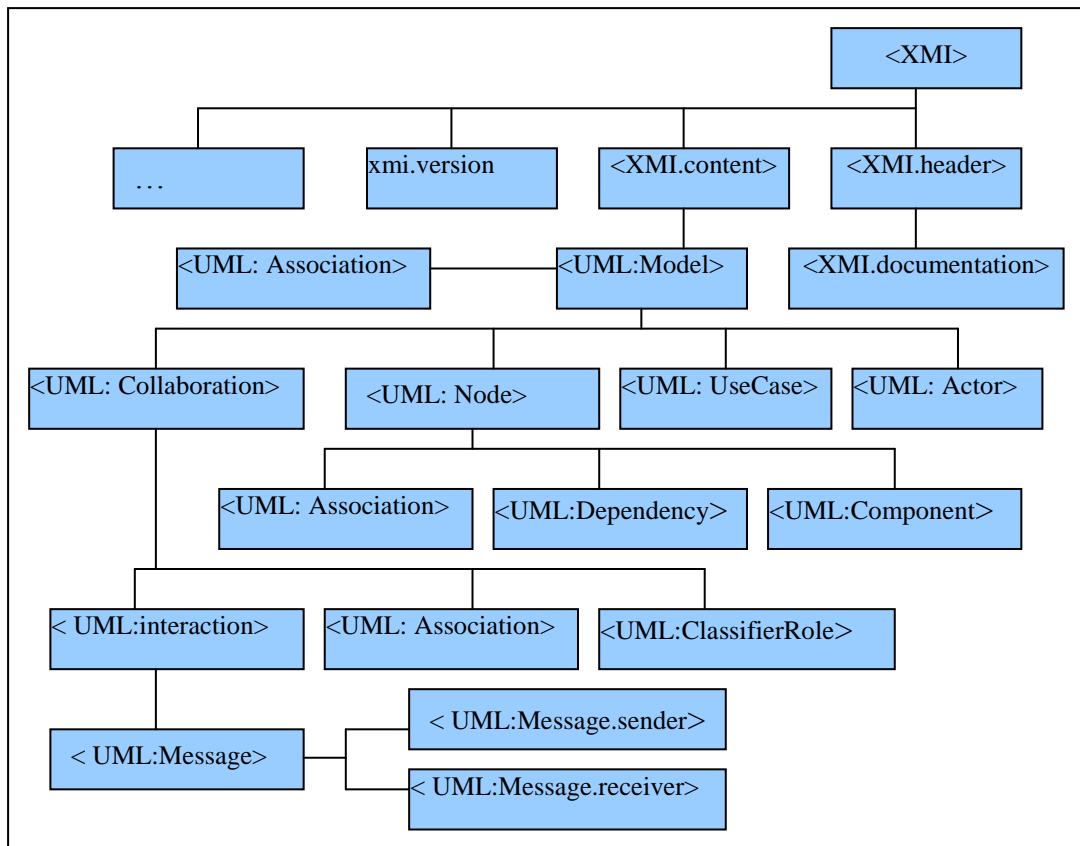 <XMI>
...
xmi.version
<XMI.content>
<XMI.header>
<UML: Association>
<UML:Model>
<XMI.documentation>
<UML: Collaboration>
<UML: Node>
<UML: UseCase>
<UML: Actor>
<UML: Association>
<UML:Dependency>
<UML:Component>
< UML:interaction>
<UML: Association>
<UML:ClassifierRole>
< UML:Message>
< UML:Message.sender>
< UML:Message.receiver>